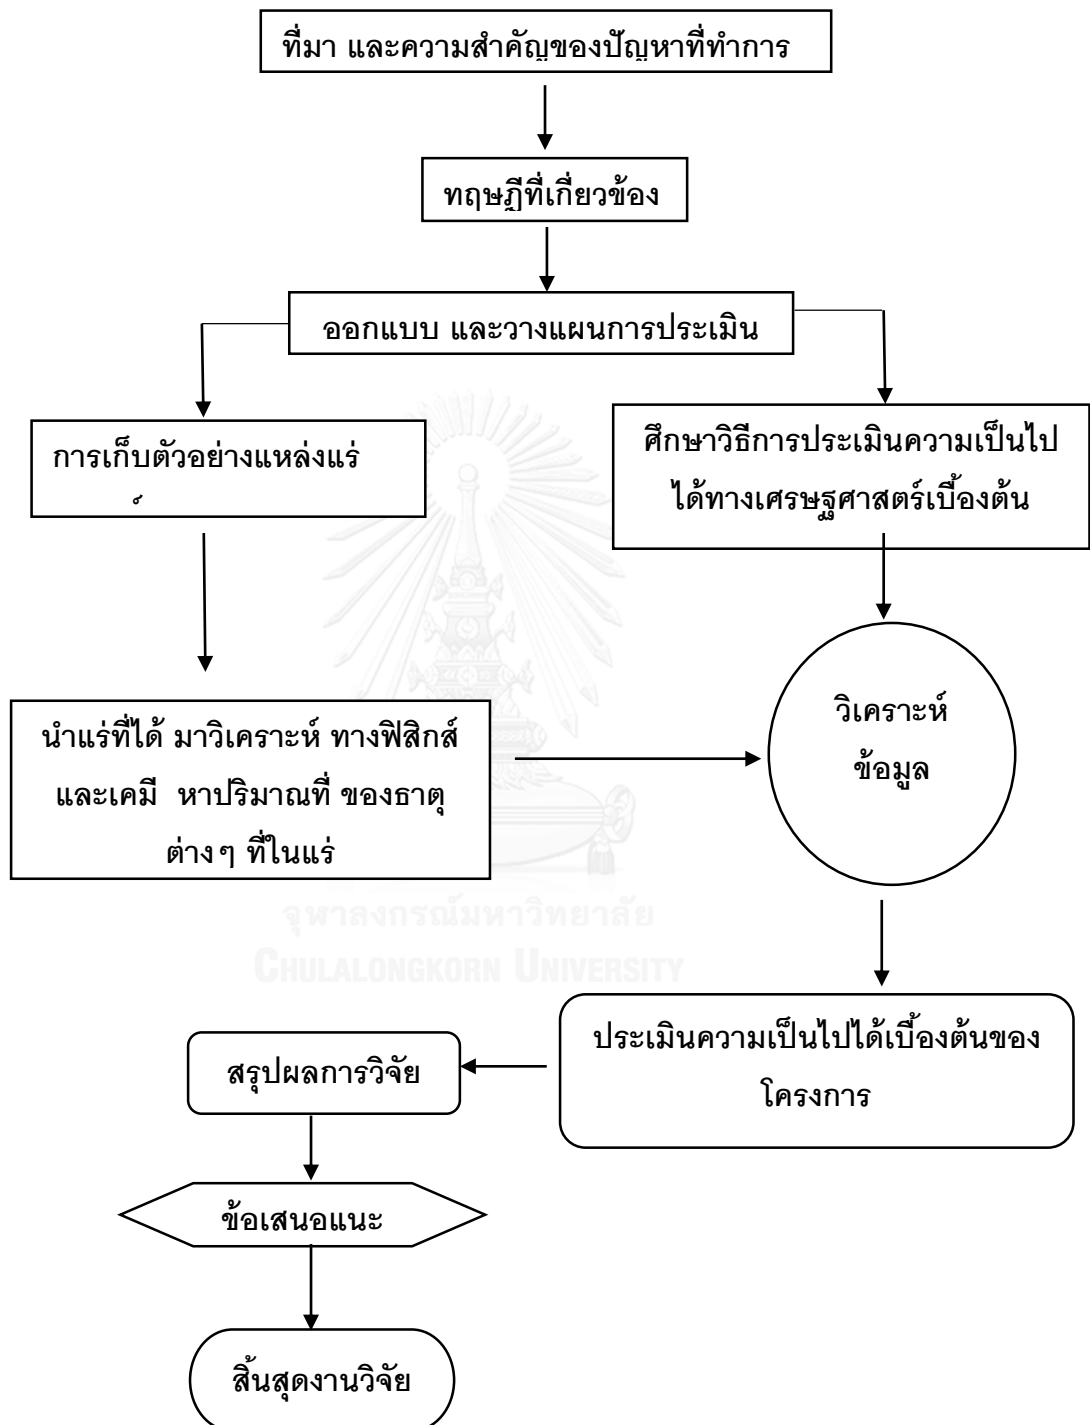 ที่มา และความสำคัญของปัญหาที่ทำการ
ทฤษฎีที่เกี่ยวข้อง
ออกแบบ และวางแผนการประเมิน
การเก็บตัวอย่างแหล่งแร่
ศึกษาวิธีการประเมินความเป็นไป
ได้ทางเศรษฐศาสตร์เบื้องต้น
นำแร่ที่ได้ มาวิเคราะห์ ทางฟิสิกส์
และเคมี หาปริมาณที่ ของธาตุ
ต่างๆ ที่ในแร่
วิเคราะห์
ข้อมูล
จุฬาลงกรณ์มหาวิทยาลัย
CHULALONGKORN UNIVERSITY
ประเมินความเป็นไปได้เบื้องต้นของ
โครงการ
สรุปผลการวิจัย
ข้อเสนอแนะ
สิ้นสุดงานวิจัย